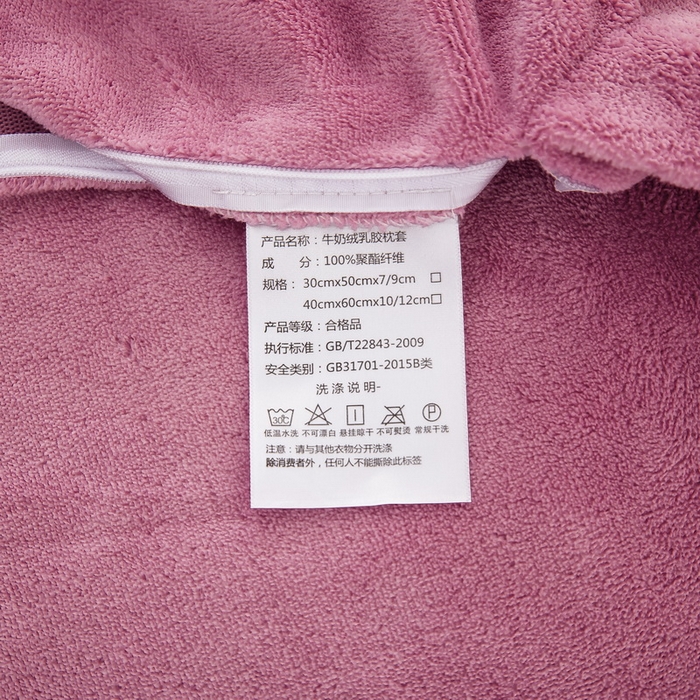 产品名称：牛奶绒乳胶枕套
成 分：100%聚酯纤维
规格： 30cmx50cmx7/9cm □
40cmx60cmx10/12cm□
产品等级：合格品
执行标准：GB/T22843-2009
安全类别：GB31701-2015B类
洗 涤 说 明-
30C P
低温水洗 不可漂白 悬挂晾干 不可熨烫 常规干洗
注意：请与其他衣物分开洗涤
除消费者外，任何人不能撕除此标签